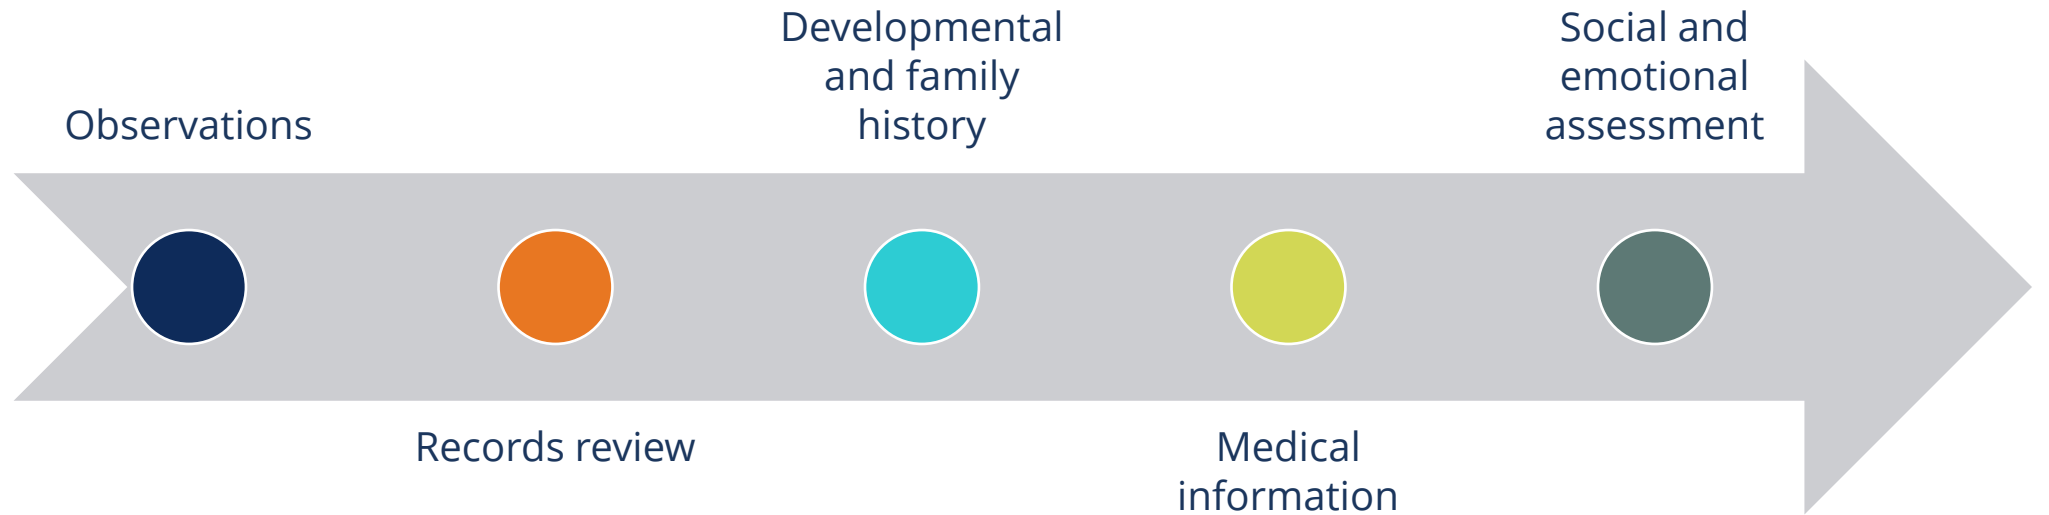 Observations
Records review
Developmental
and family
history
Medical
information
Social and
emotional
assessment